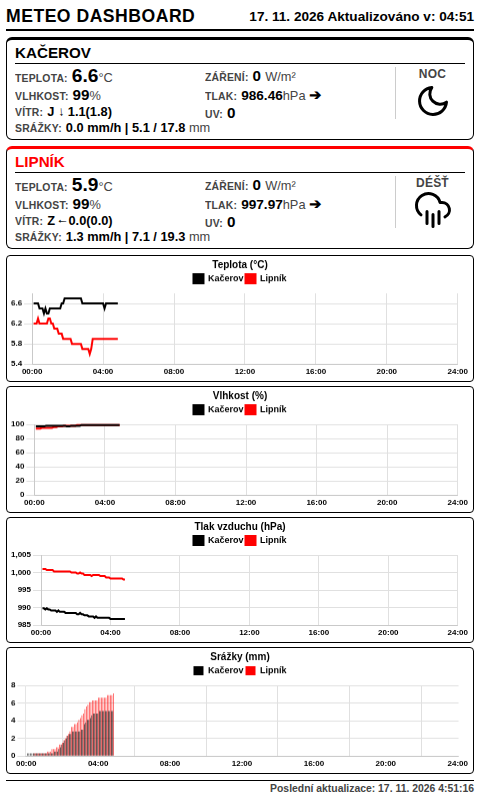 METEO DASHBOARD 17. 11. 2026 Aktualizováno v: 04:51
KAČEROV
TEPLOTA: 6.6°C
VLHKOST: 99%
VÍTR: J ↓ 1.1(1.8)
SRÁŽKY: 0.0 mm/h | 5.1 / 17.8 mm
ZÁŘENÍ: 0 W/m²
TLAK: 986.46hPa ➔
UV: 0
NOC
LIPNÍK
TEPLOTA: 5.9°C
VLHKOST: 99%
VÍTR: Z ←0.0(0.0)
SRÁŽKY: 1.3 mm/h | 7.1 / 19.3 mm
ZÁŘENÍ: 0 W/m²
TLAK: 997.97hPa ➔
UV: 0
DÉŠŤ
Teplota (°C)
Kačerov Lipník
6.6
6.2
5.8
5.4
00:00 04:00 08:00 12:00 16:00 20:00 24:00
Vlhkost (%)
Kačerov Lipník
100
80
60
40
20
0
00:00 04:00 08:00 12:00 16:00 20:00 24:00
Tlak vzduchu (hPa)
Kačerov Lipník
1,005
1,000
995
990
985
00:00 04:00 08:00 12:00 16:00 20:00 24:00
Srážky (mm)
Kačerov Lipník
8
6
4
2
0
00:00 04:00 08:00 12:00 16:00 20:00 24:00
Poslední aktualizace: 17. 11. 2026 4:51:16